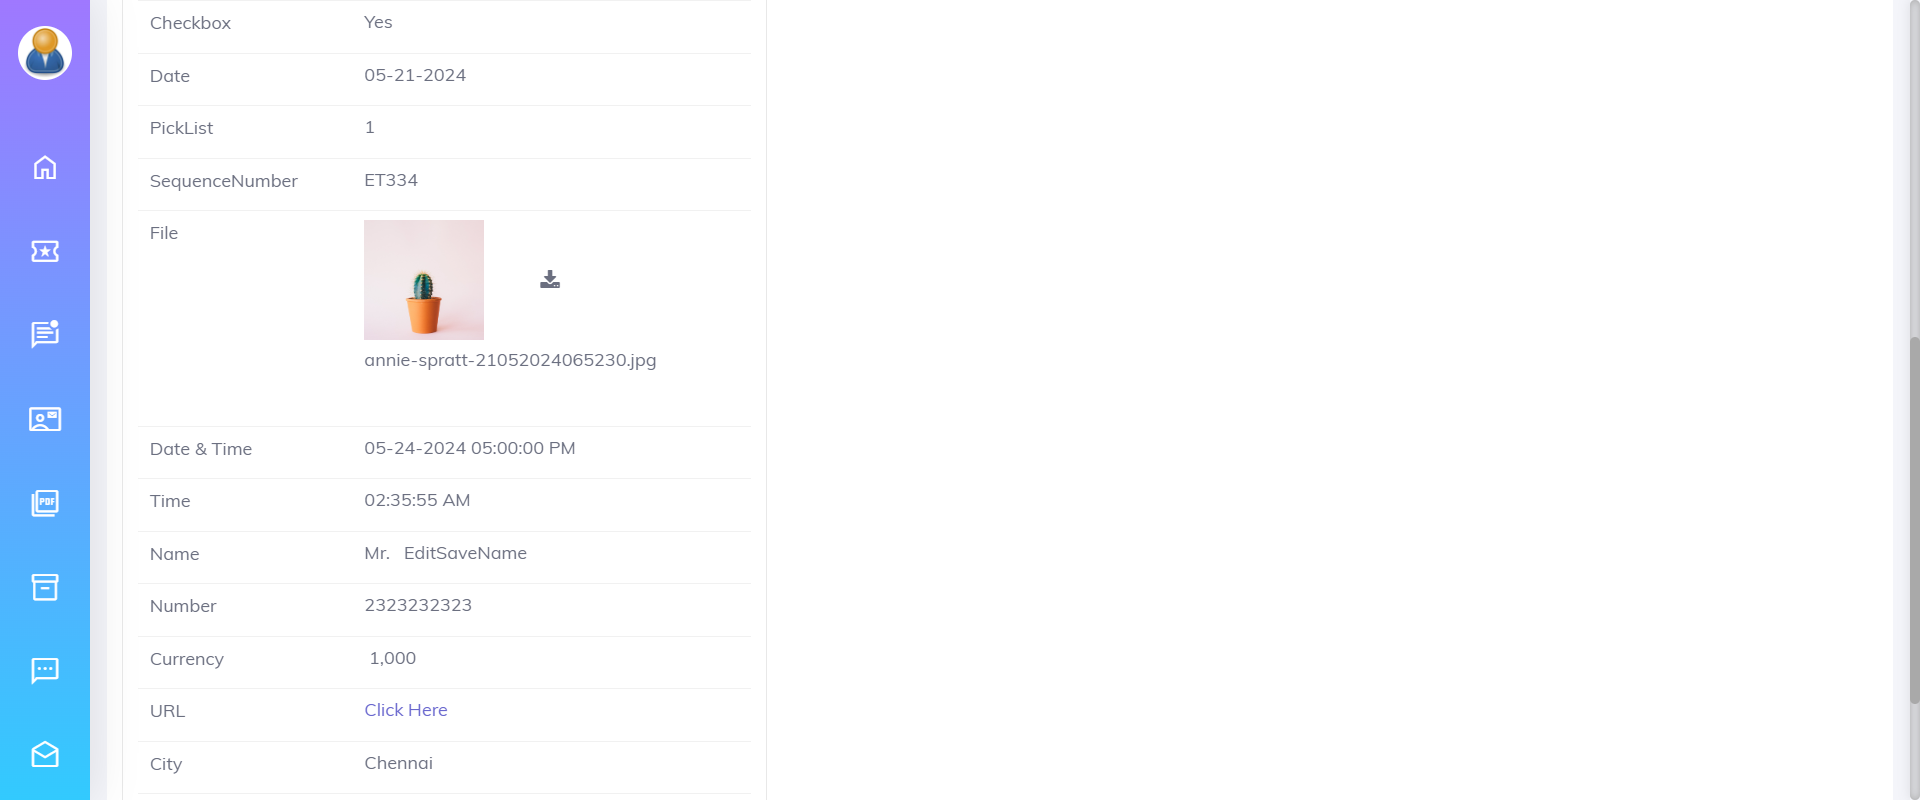 Checkbox Yes
Date 05-21-2024
PickList 1
SequenceNumber ET334
File
annie-spratt-21052024065230.jpg
Date & Time 05-24-2024 05:00:00 PM
Time 02:35:55 AM
Name Mr. EditSaveName
Number 2323232323
Currency 1,000
URL Click Here
City Chennai
PDF